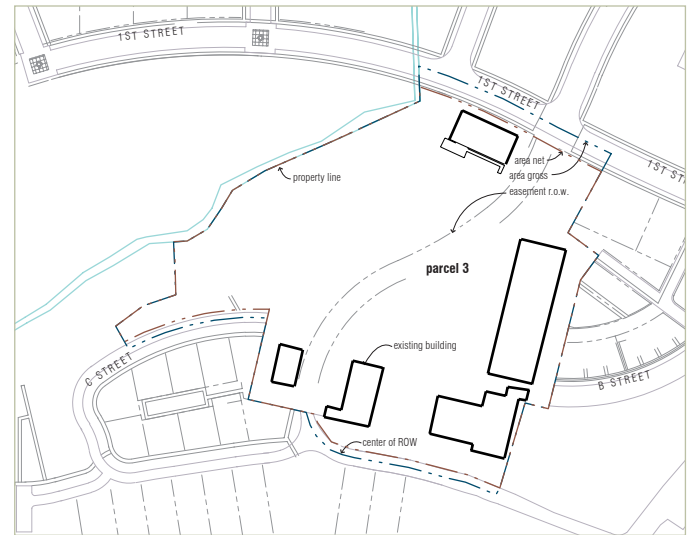 1ST STREET
1ST STREET
area net
area gross
1ST ST
property line
easement r.o.w.
parcel 3
existing building
C STREET
B STREET
center of ROW